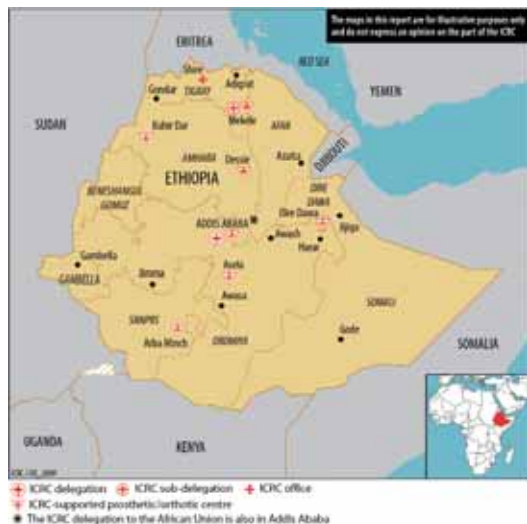 The maps in this report are for illustrative purposes only
and do not express an opinion on the part of the ICRC
ERITREA
RED SEA
YEMEN
SUDAN
Shire
Adigrat
Gondar
TIGRAY
Mekele
AFAR
Bahir Dar
AMHARA
Dessie
Asaita
DJIBOUTI
ETHIOPIA
BENESHANGUL
GUMUZ
DIRE
DAWA
Dire Dawa
ADDIS ABABA
Jijiga
Awash
Harar
Gambella
GAMBELLA
Jimma
Asela
Awasa
SOMALI
SNNPRS
Arba Minch
OROMIYA
Gode
SOMALIA
UGANDA
KENYA
ICRC delegation ICRC sub-delegation ICRC office
ICRC-supported prosthetic/orthotic centre
The ICRC delegation to the African Union is also in Addis Ababa